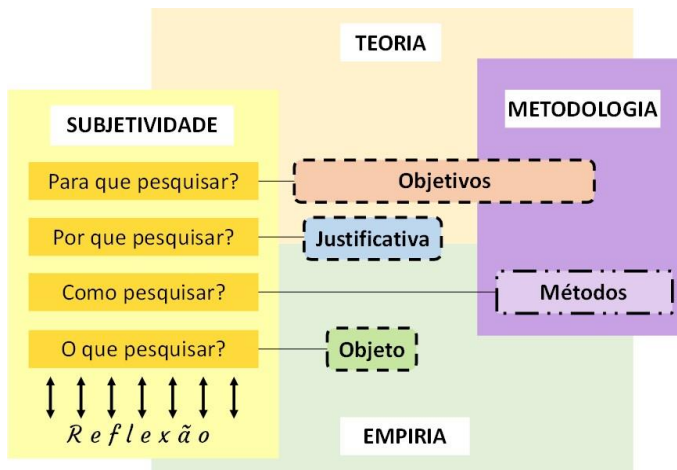 TEORIA
METODOLOGIA
SUBJETIVIDADE
Para que pesquisar?
Objetivos
Por que pesquisar?
Justificativa
Como pesquisar?
Métodos
O que pesquisar?
Objeto
Reflexão
EMPIRIA